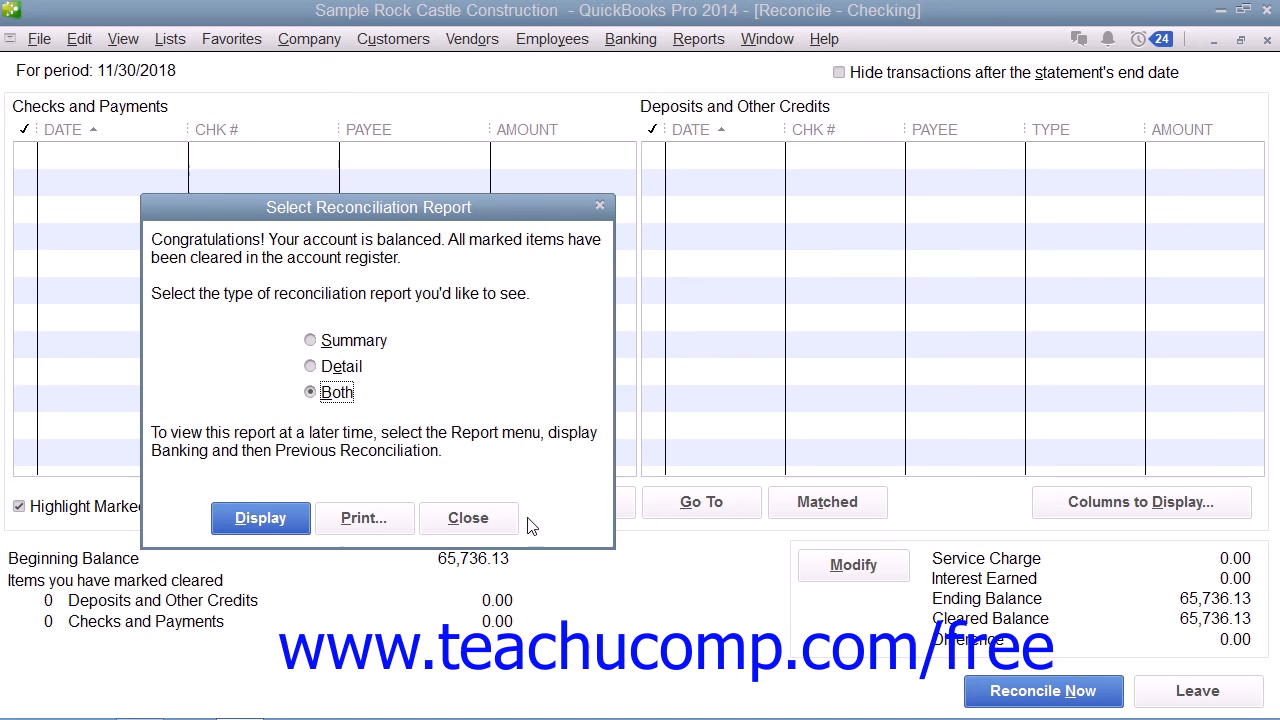 Sample Rock Castle Construction - QuickBooks Pro 2014 - [Reconcile - Checking]
File Edit View Lists Favorites Company Customers Vendors Employees Banking Reports Window Help 24
For period: 11/30/2018
Hide transactions after the statement's end date
Checks and Payments
Deposits and Other Credits
✓ DATE CHK # PAYEE AMOUNT
✓ DATE CHK # PAYEE TYPE AMOUNT
Select Reconciliation Report
Congratulations! Your account is balanced. All marked items have
been cleared in the account register.
Select the type of reconciliation report you'd like to see.
Summary
Detail
Both
To view this report at a later time, select the Report menu, display
Banking and then Previous Reconciliation.
Display Print... Close
Highlight Marked
Go To Matched Columns to Display...
Beginning Balance 65,736.13
Items you have marked cleared
0 Deposits and Other Credits 0.00
0 Checks and Payments 0.00
Modify
Service Charge 0.00
Interest Earned 0.00
Ending Balance 65,736.13
Cleared Balance 65,736.13
Difference 0.00
www.teachucomp.com/free
Reconcile Now Leave